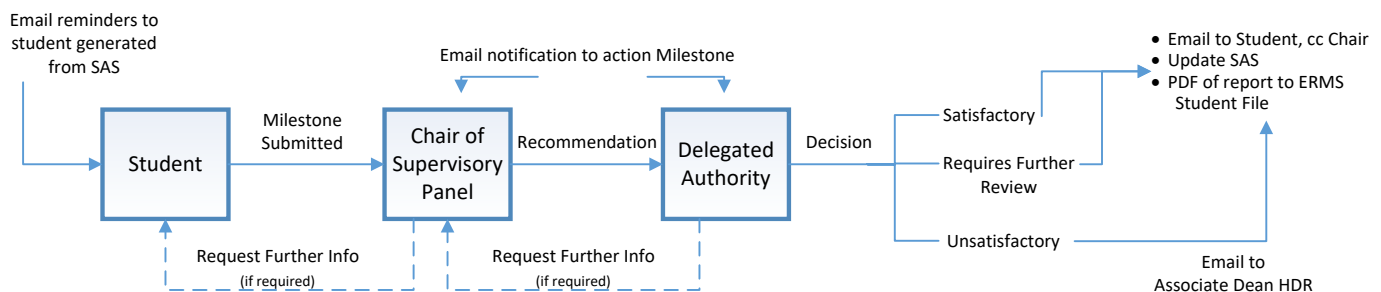 Email reminders to
student generated
from SAS
Student
Milestone
Submitted
Email notification to action Milestone
Chair of
Supervisory
Panel
Recommendation
Delegated
Authority
Decision
Satisfactory
Requires Further
Review
Unsatisfactory
• Email to Student, cc Chair
• Update SAS
• PDF of report to ERMS
Student File
Request Further Info
(if required)
Request Further Info
(if required)
Email to
Associate Dean HDR